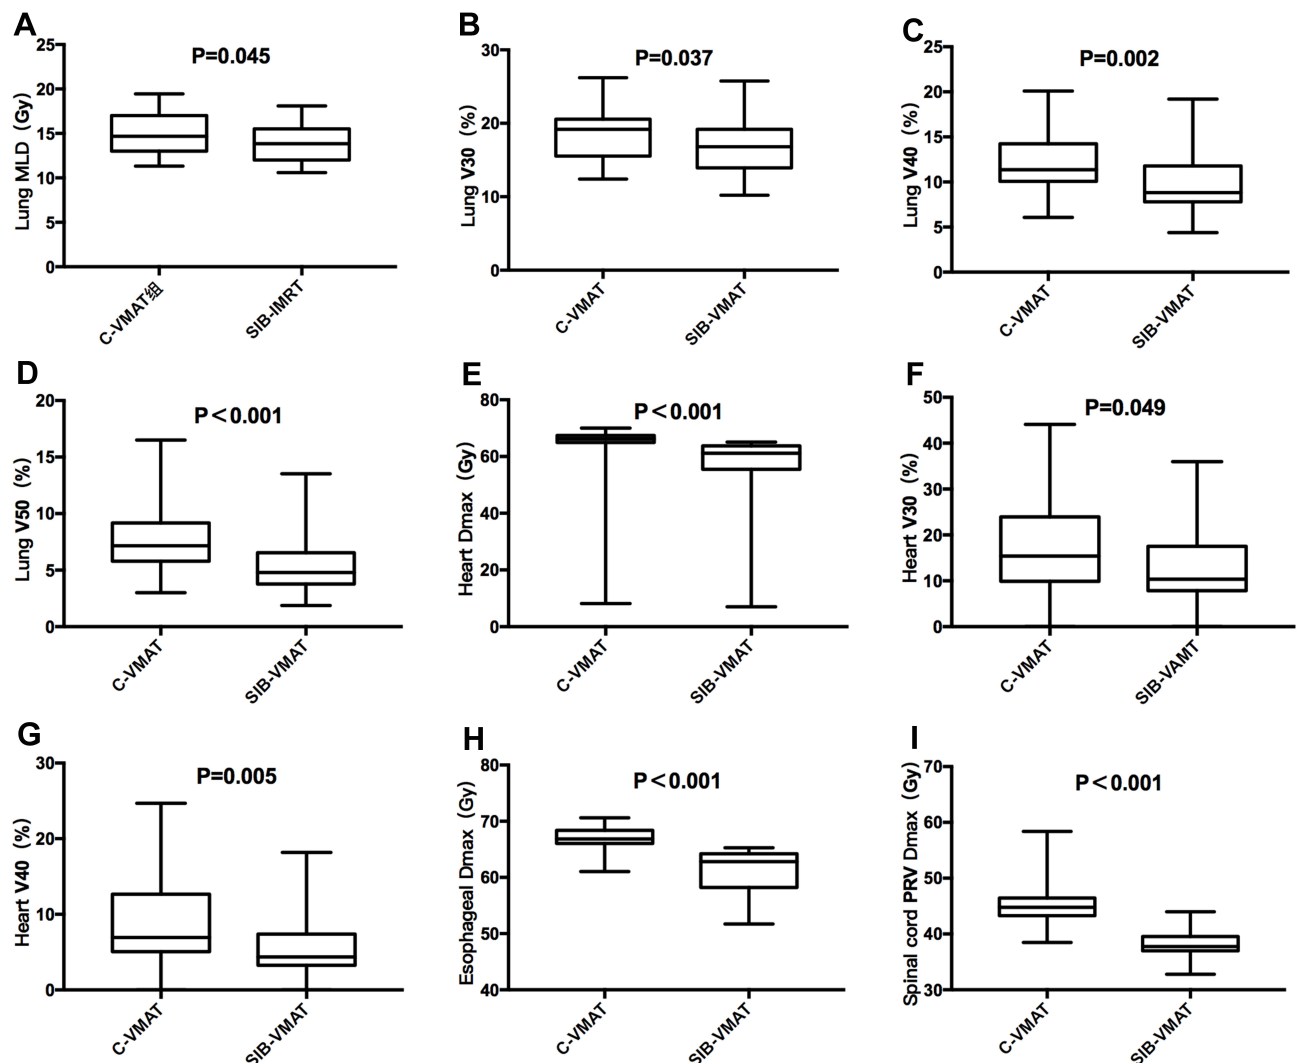 A
P=0.045
Lung MLD（Gy）
25
20
15
10
5
0
C-VMAT组
SIB-IMRT
B
P=0.037
Lung V30（%）
30
20
10
0
C-VMAT
SIB-VMAT
C
P=0.002
Lung V40（%）
25
20
15
10
5
0
C-VMAT
SIB-VMAT
D
P＜0.001
Lung V50（%）
20
15
10
5
0
C-VMAT
SIB-VMAT
E
P＜0.001
Heart Dmax（Gy）
80
60
40
20
0
C-VMAT
SIB-VMAT
F
P=0.049
Heart V30（%）
50
40
30
20
10
0
C-VMAT
SIB-VAMT
G
P=0.005
Heart V40（%）
30
20
10
0
C-VMAT
SIB-VMAT
H
P＜0.001
Esophageal Dmax（Gy）
80
70
60
50
40
C-VMAT
SIB-VMAT
I
P＜0.001
Spinal cord PRV Dmax（Gy）
70
60
50
40
30
C-VMAT
SIB-VMAT